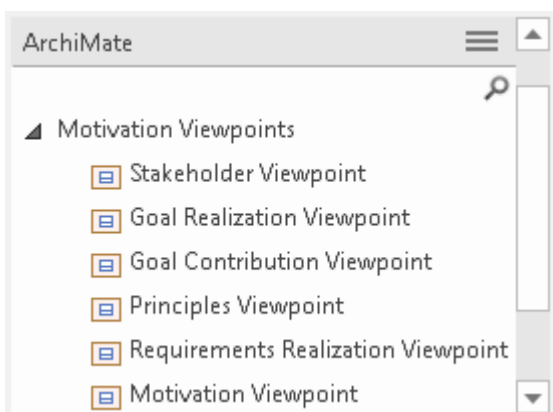 ArchiMate
Motivation Viewpoints
Stakeholder Viewpoint
Goal Realization Viewpoint
Goal Contribution Viewpoint
Principles Viewpoint
Requirements Realization Viewpoint
Motivation Viewpoint